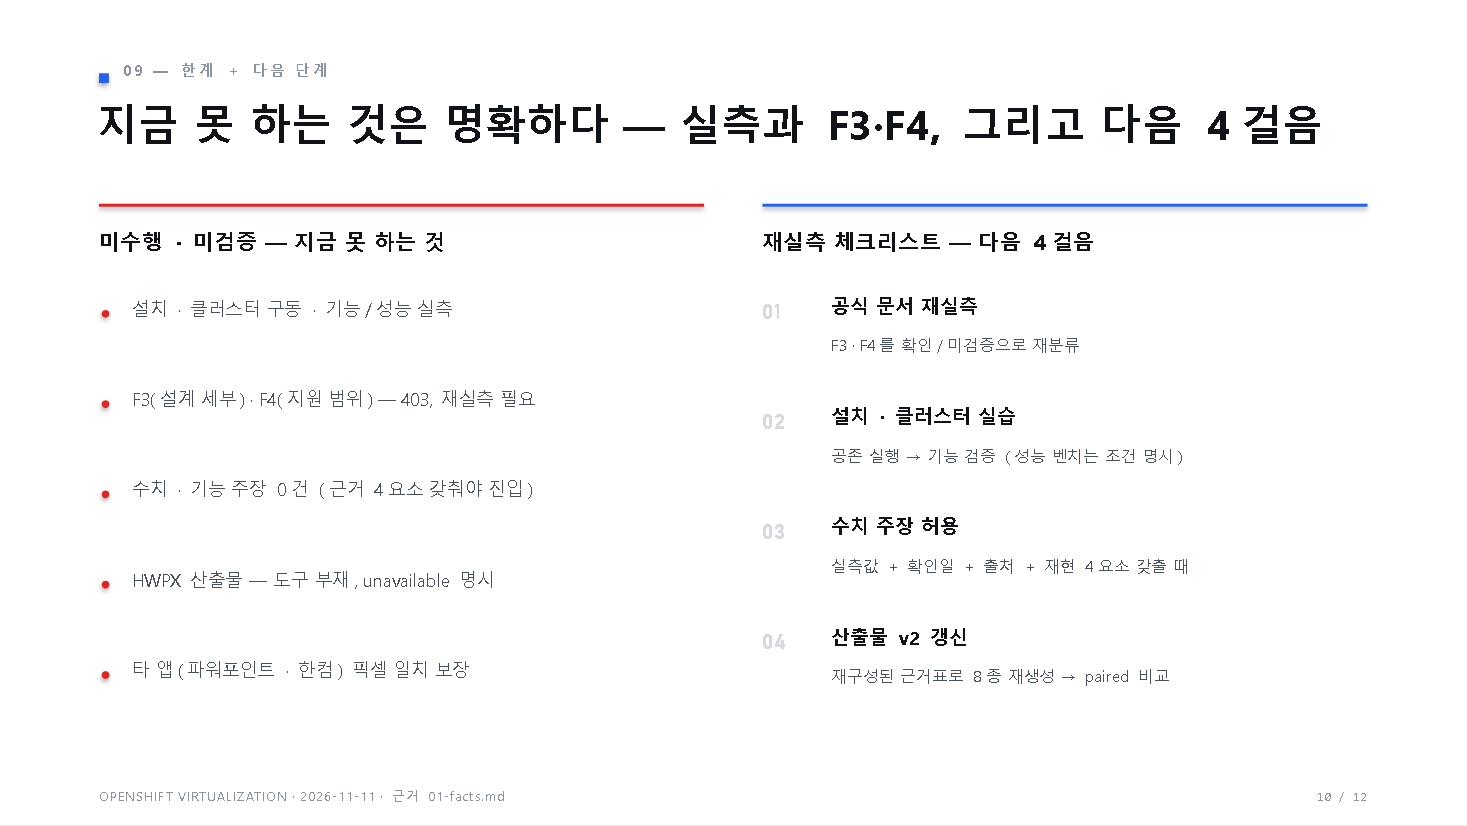 09 — 한계 + 다음 단계
지금 못 하는 것은 명확하다 — 실측과 F3·F4, 그리고 다음 4걸음
미수행 · 미검증 — 지금 못 하는 것
설치 · 클러스터 구동 · 기능/성능 실측
F3(설계 세부)·F4(지원 범위) — 403, 재실측 필요
수치 · 기능 주장 0건 (근거 4요소 갖춰야 진입)
HWPX 산출물 — 도구 부재, unavailable 명시
타 앱(파워포인트 · 한컴) 픽셀 일치 보장
재실측 체크리스트 — 다음 4걸음
01 공식 문서 재실측
F3·F4를 확인/미검증으로 재분류
02 설치 · 클러스터 실습
공존 실행 → 기능 검증 (성능 벤치는 조건 명시)
03 수치 주장 허용
실측값 + 확인일 + 출처 + 재현 4요소 갖출 때
04 산출물 v2 갱신
재구성된 근거표로 8종 재생성 → paired 비교
OPENSHIFT VIRTUALIZATION · 2026-11-11 · 근거 01-facts.md
10 / 12